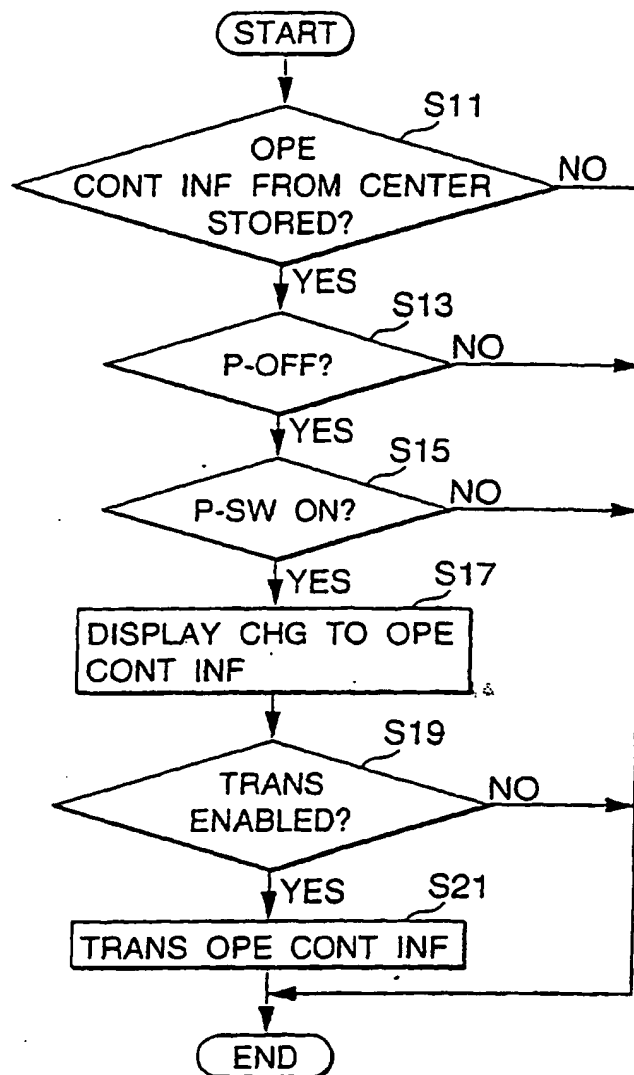 START
S11
OPE
CONT INF FROM CENTER
STORED?
NO
YES
S13
P-OFF?
NO
YES
S15
P-SW ON?
NO
YES
S17
DISPLAY CHG TO OPE
CONT INF
S19
TRANS
ENABLED?
NO
YES
S21
TRANS OPE CONT INF
END